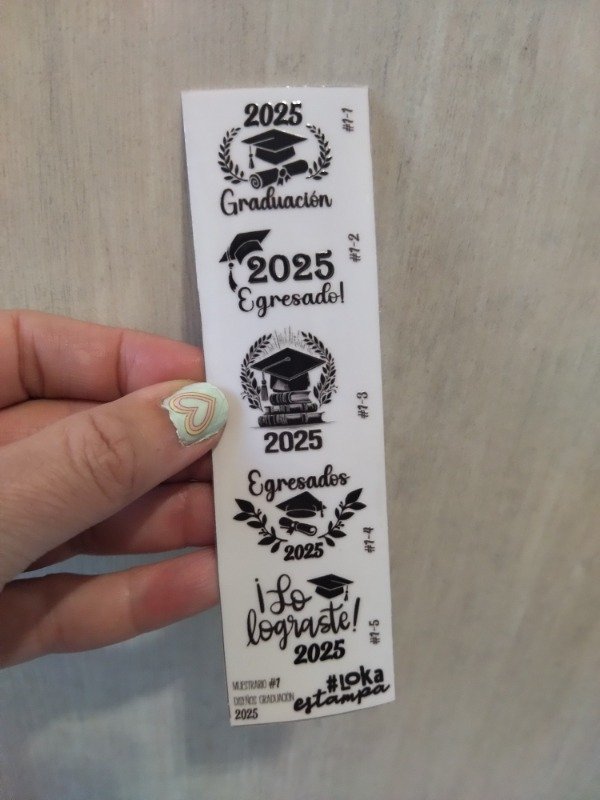 2025
Graduación
#1-1
2025
Egresado!
#1-2
2025
#1-3
Egresados
2025
#1-4
¡Lo
lograste!
2025
#1-5
MUESTRARIO #1
DISEÑOS GRADUACIÓN
2025
#LOKA
estampa